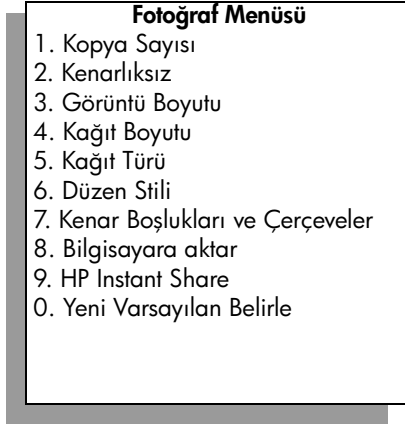 Fotoğraf Menüsü
1. Kopya Sayısı
2. Kenarlıksız
3. Görüntü Boyutu
4. Kağıt Boyutu
5. Kağıt Türü
6. Düzen Stili
7. Kenar Boşlukları ve Çerçeveler
8. Bilgisayara aktar
9. HP Instant Share
0. Yeni Varsayılan Belirle